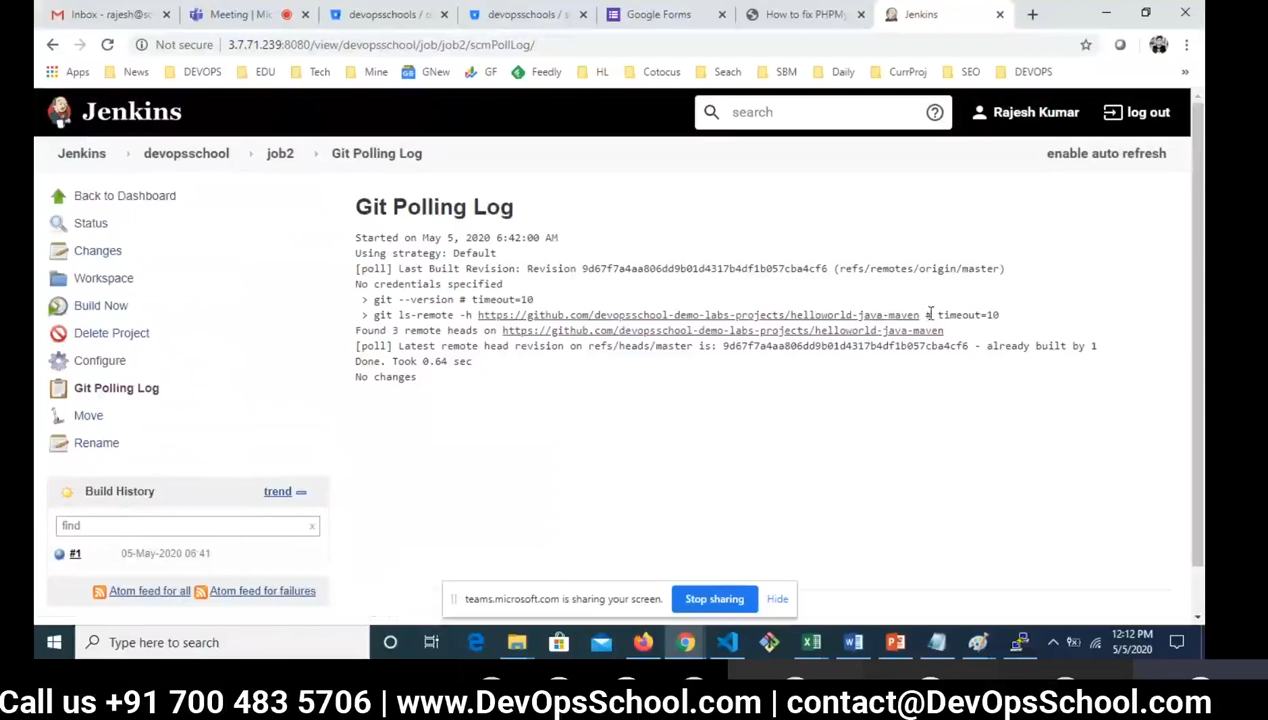 Inbox - rajesh@sc
Meeting | Mic
devopsschools /
devopsschools /
Google Forms
How to fix PHPMy
Jenkins
Not secure | 3.7.71.239:8080/view/devopsschool/job/job2/scmPollLog/
Apps News DEVOPS EDU Tech Mine GNew GF Feedly HL Cotocus Seach SBM Daily CurrProj SEO DEVOPS »
Jenkins
search
Rajesh Kumar
log out
Jenkins devopsschool job2 Git Polling Log
enable auto refresh
Back to Dashboard
Status
Changes
Workspace
Build Now
Delete Project
Configure
Git Polling Log
Move
Rename
Build History trend
find x
#1 05-May-2020 06:41
Atom feed for all Atom feed for failures
Git Polling Log
Started on May 5, 2020 6:42:00 AM
Using strategy: Default
[poll] Last Built Revision: Revision 9d67f7a4aa806dd9b01d4317b4df1b057cba4cf6 (refs/remotes/origin/master)
No credentials specified
> git --version # timeout=10
> git ls-remote -h https://github.com/devopsschool-demo-labs-projects/helloworld-java-maven # timeout=10
Found 3 remote heads on https://github.com/devopsschool-demo-labs-projects/helloworld-java-maven
[poll] Latest remote head revision on refs/heads/master is: 9d67f7a4aa806dd9b01d4317b4df1b057cba4cf6 - already built by 1
Done. Took 0.64 sec
No changes
teams.microsoft.com is sharing your screen. Stop sharing Hide
Type here to search
12:12 PM
5/5/2020
Call us +91 700 483 5706 | www.DevOpsSchool.com | contact@DevOpsSchool.com